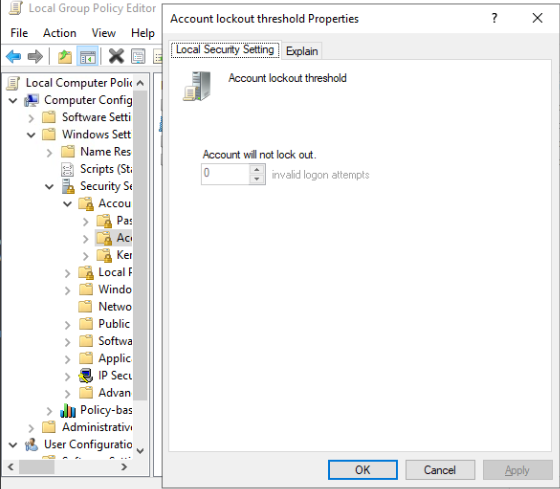 Local Group Policy Editor
File Action View Help
Local Computer Polic
Computer Config
Software Setti
Windows Sett
Name Res
Scripts (Sta
Security Se
Accou
Pas
Acc
Ker
Local P
Windo
Netwo
Public
Softwa
Applic
IP Secu
Advan
Policy-bas
Administrative
User Configuratio
Account lockout threshold Properties
?
Local Security Setting Explain
Account lockout threshold
Account will not lock out.
0 invalid logon attempts
OK Cancel Apply